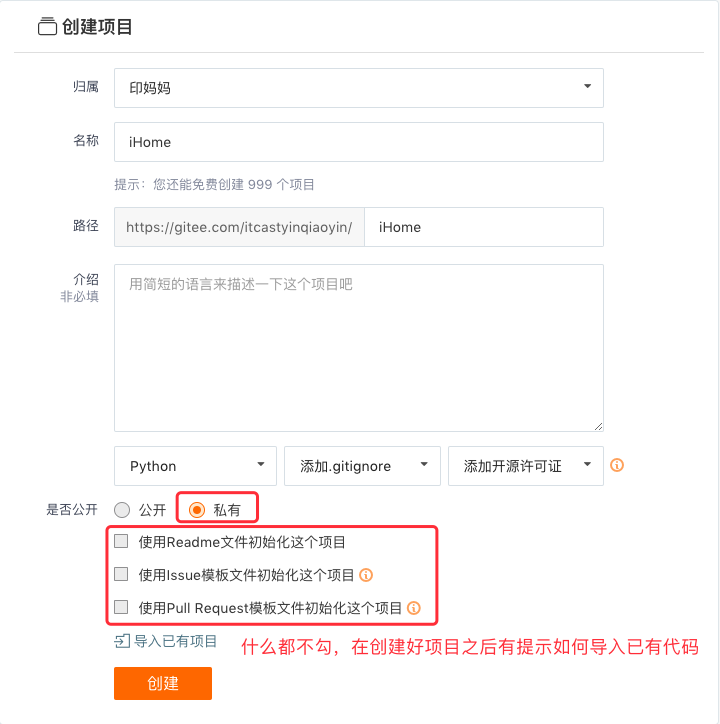 创建项目
归属 印妈妈
名称 iHome
提示：您还能免费创建 999 个项目
路径 https://gitee.com/itcastyinqiaoyin/ iHome
介绍 用简短的语言来描述一下这个项目吧
非必填
Python 添加.gitignore 添加开源许可证
是否公开 公开 私有
使用Readme文件初始化这个项目
使用Issue模板文件初始化这个项目
使用Pull Request模板文件初始化这个项目
导入已有项目 什么都不勾，在创建好项目之后有提示如何导入已有代码
创建